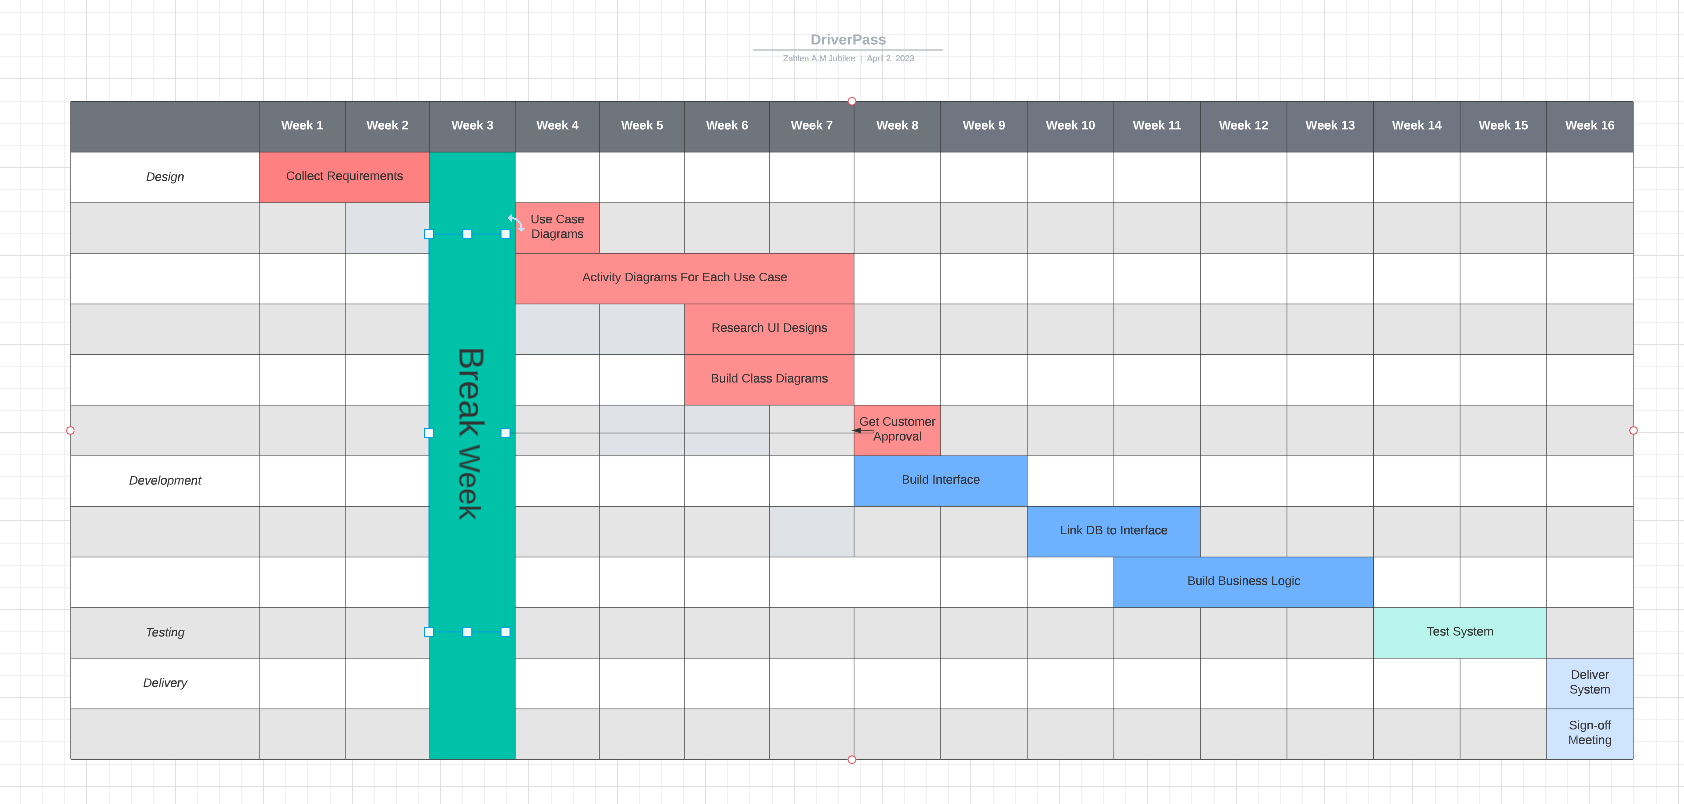 DriverPass
Zahlen A.M Jubilee | April 2, 2023
Week 1 Week 2 Week 3 Week 4 Week 5 Week 6 Week 7 Week 8 Week 9 Week 10 Week 11 Week 12 Week 13 Week 14 Week 15 Week 16
Design
Collect Requirements
Use Case
Diagrams
Activity Diagrams For Each Use Case
Research UI Designs
Build Class Diagrams
Break Week
Get Customer
Approval
Development
Build Interface
Link DB to Interface
Build Business Logic
Testing
Test System
Delivery
Deliver
System
Sign-off
Meeting